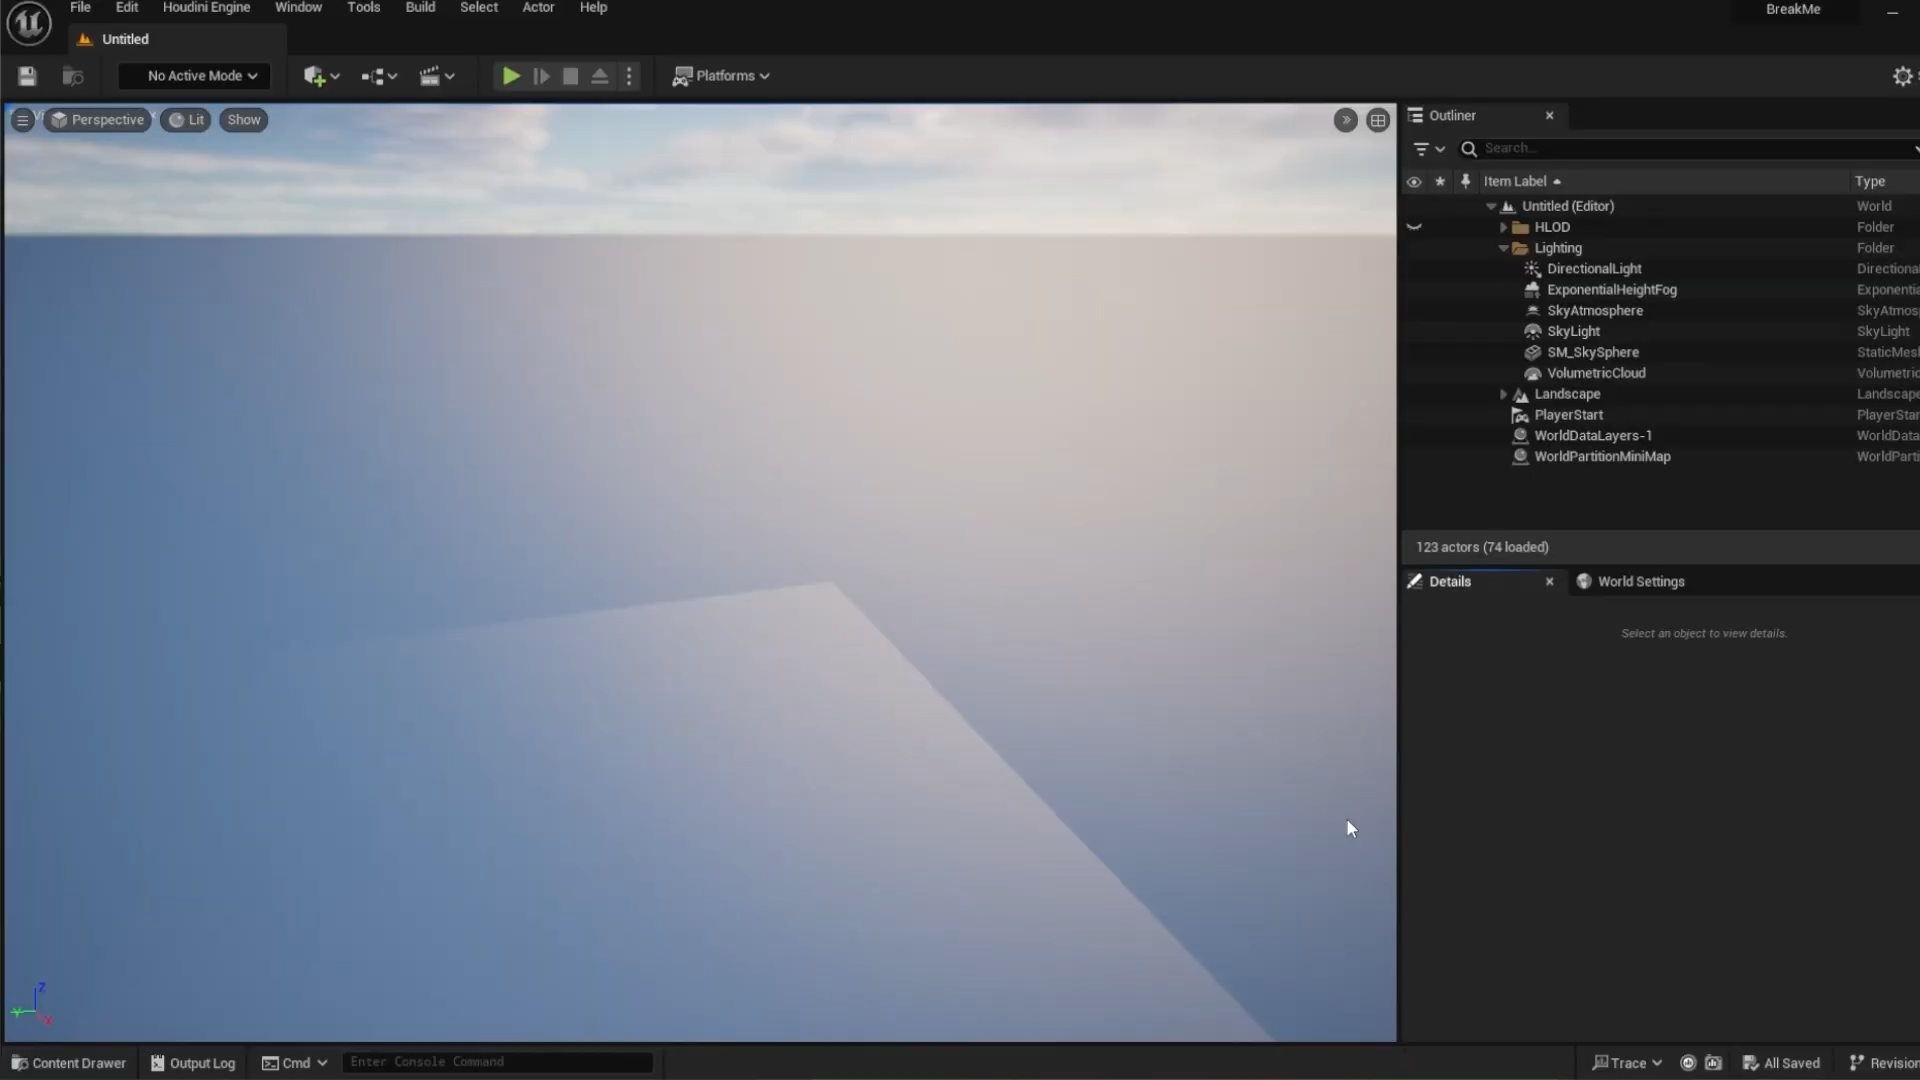 File Edit Houdini Engine Window Tools Build Select Actor Help
BreakMe
Untitled
No Active Mode
Platforms
Perspective Lit Show
Outliner
Search...
Item Label Type
Untitled (Editor) World
HLOD Folder
Lighting Folder
DirectionalLight Directiona
ExponentialHeightFog Exponentia
SkyAtmosphere SkyAtmos
SkyLight SkyLight
SM_SkySphere StaticMesh
VolumetricCloud Volumetric
Landscape Landscape
PlayerStart PlayerStar
WorldDataLayers-1 WorldData
WorldPartitionMiniMap WorldParti
123 actors (74 loaded)
Details World Settings
Select an object to view details.
Z
Y
X
Content Drawer Output Log Cmd Enter Console Command
Trace All Saved Revision